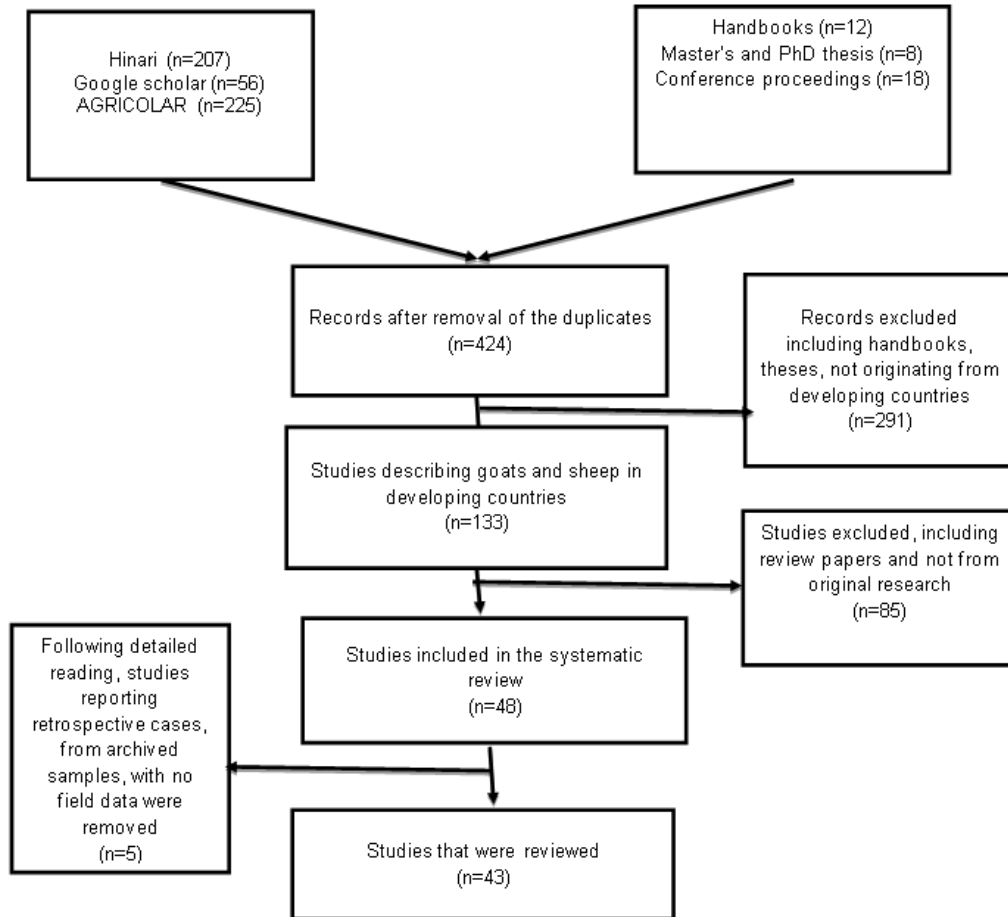 Hinari (n=207)
Google scholar (n=56)
AGRICOLAR (n=225)
Handbooks (n=12)
Master's and PhD thesis (n=8)
Conference proceedings (n=18)
Records after removal of the duplicates
(n=424)
Records excluded
including handbooks,
theses, not originating from
developing countries
(n=291)
Studies describing goats and sheep in
developing countries
(n=133)
Studies excluded, including
review papers and not from
original research
(n=85)
Studies included in the systematic
review
(n=48)
Following detailed
reading, studies
reporting
retrospective cases,
from archived
samples, with no
field data were
removed
(n=5)
Studies that were reviewed
(n=43)